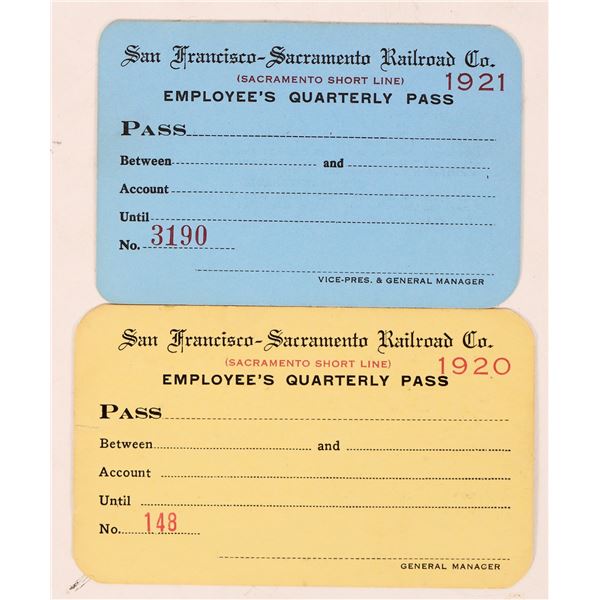 San Francisco-Sacramento Railroad Co.
(SACRAMENTO SHORT LINE) 1921
EMPLOYEE'S QUARTERLY PASS
PASS
Between and
Account
Until
No. 3190
VICE-PRES. & GENERAL MANAGER
San Francisco-Sacramento Railroad Co.
(SACRAMENTO SHORT LINE) 1920
EMPLOYEE'S QUARTERLY PASS
PASS
Between and
Account
Until
No. 148
GENERAL MANAGER